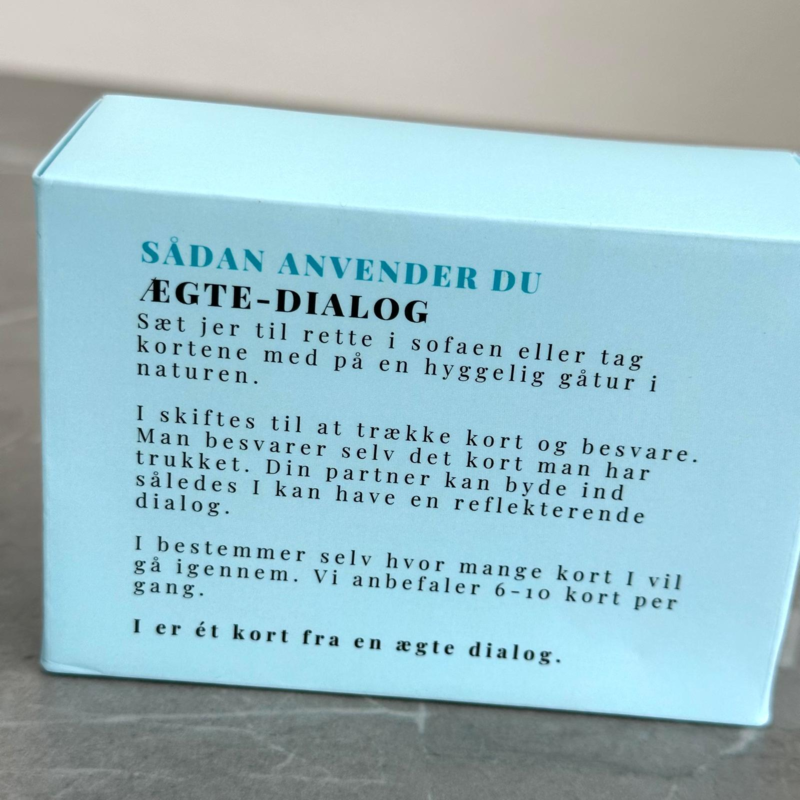 SÅDAN ANVENDER DU
ÆGTE-DIALOG
Sæt jer til rette i sofaen eller tag
kortene med på en hyggelig gåtur i
naturen.
I skiftes til at trække kort og besvare.
Man besvarer selv det kort man har
trukket. Din partner kan byde ind
således I kan have en reflekterende
dialog.
I bestemmer selv hvor mange kort I vil
gå igennem. Vi anbefaler 6-10 kort per
gang.
I er ét kort fra en ægte dialog.